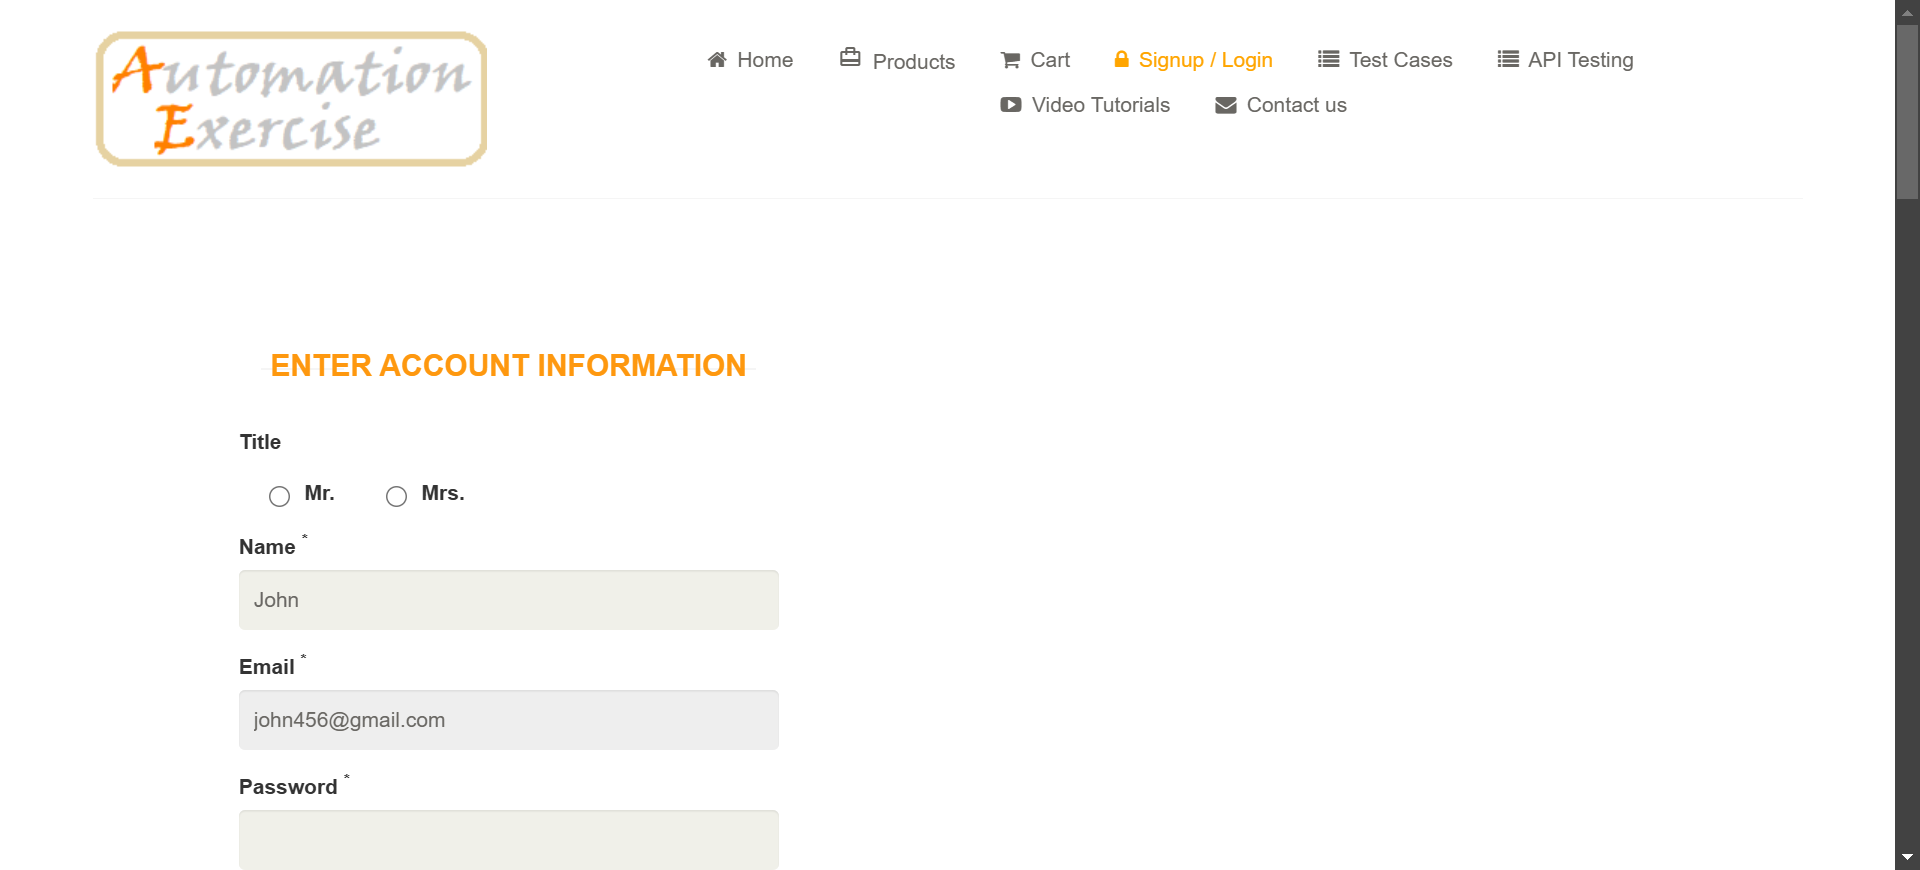 Automation
Exercise
Home Products Cart Signup / Login Test Cases API Testing
Video Tutorials Contact us
ENTER ACCOUNT INFORMATION
Title
Mr. Mrs.
Name *
John
Email *
john456@gmail.com
Password *